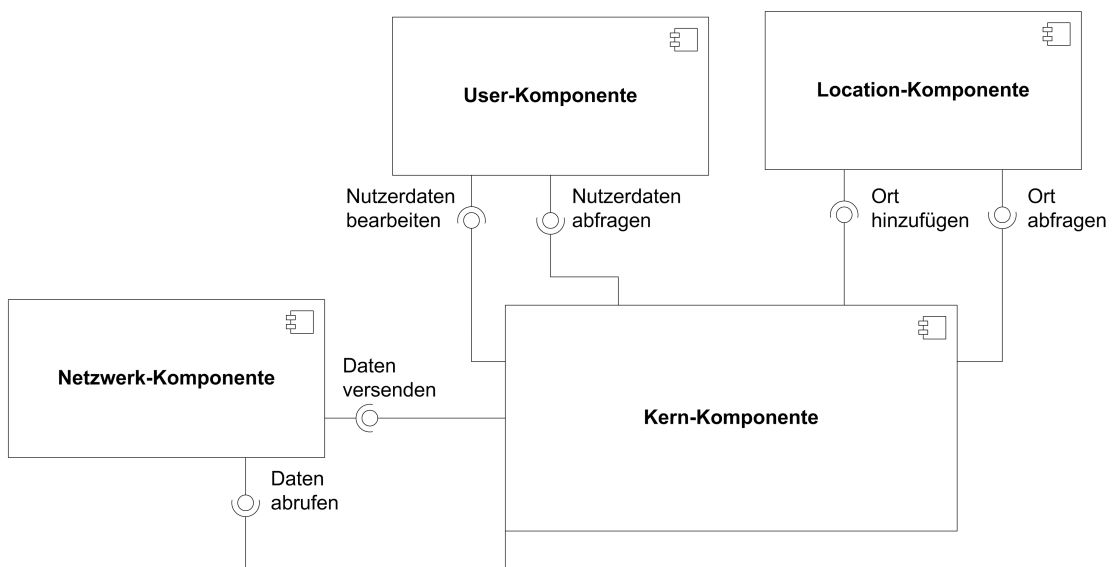 User-Komponente
Location-Komponente
Nutzerdaten
bearbeiten
Nutzerdaten
abfragen
Ort
hinzufügen
Ort
abfragen
Netzwerk-Komponente
Daten
versenden
Kern-Komponente
Daten
abrufen